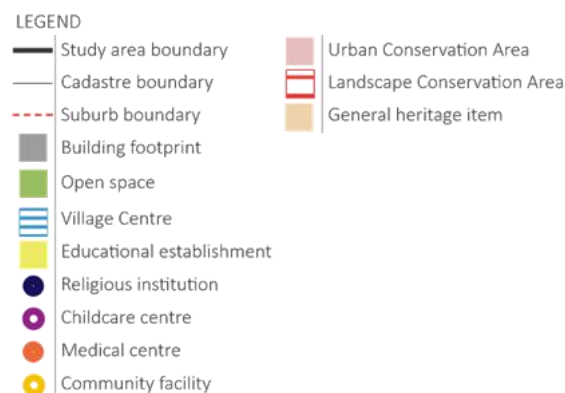 LEGEND
Study area boundary
Cadastre boundary
Suburb boundary
Building footprint
Open space
Village Centre
Educational establishment
Religious institution
Childcare centre
Medical centre
Community facility
Urban Conservation Area
Landscape Conservation Area
General heritage item